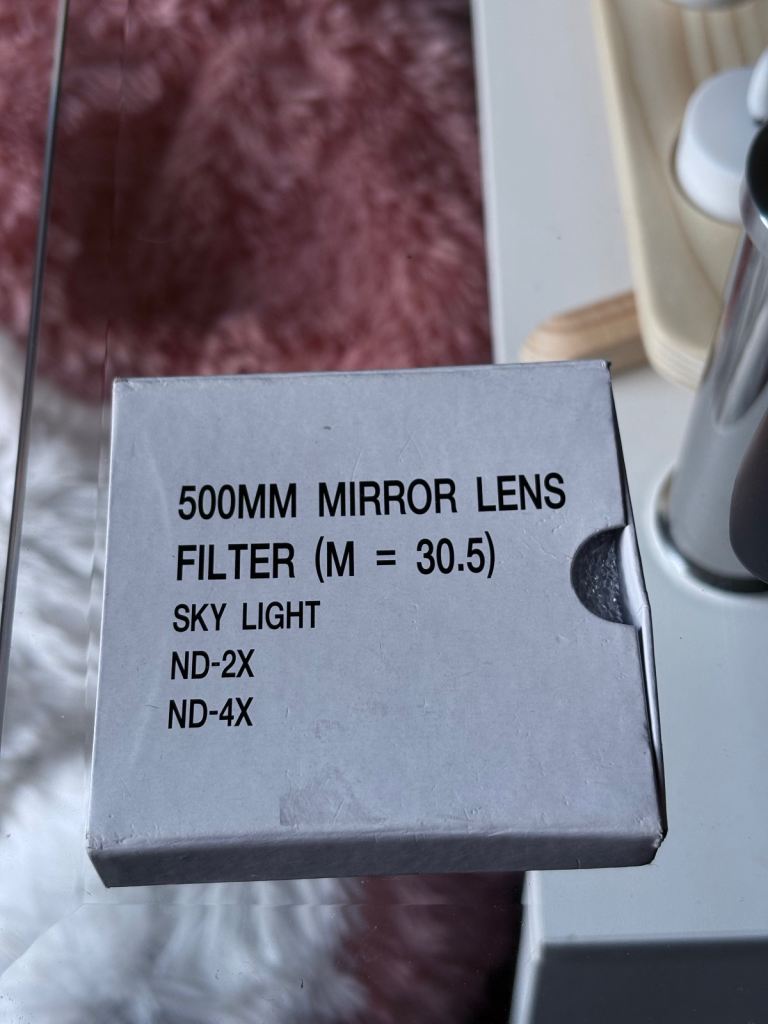 500MM MIRROR LENS
FILTER (M = 30.5)
SKY LIGHT
ND-2X
ND-4X